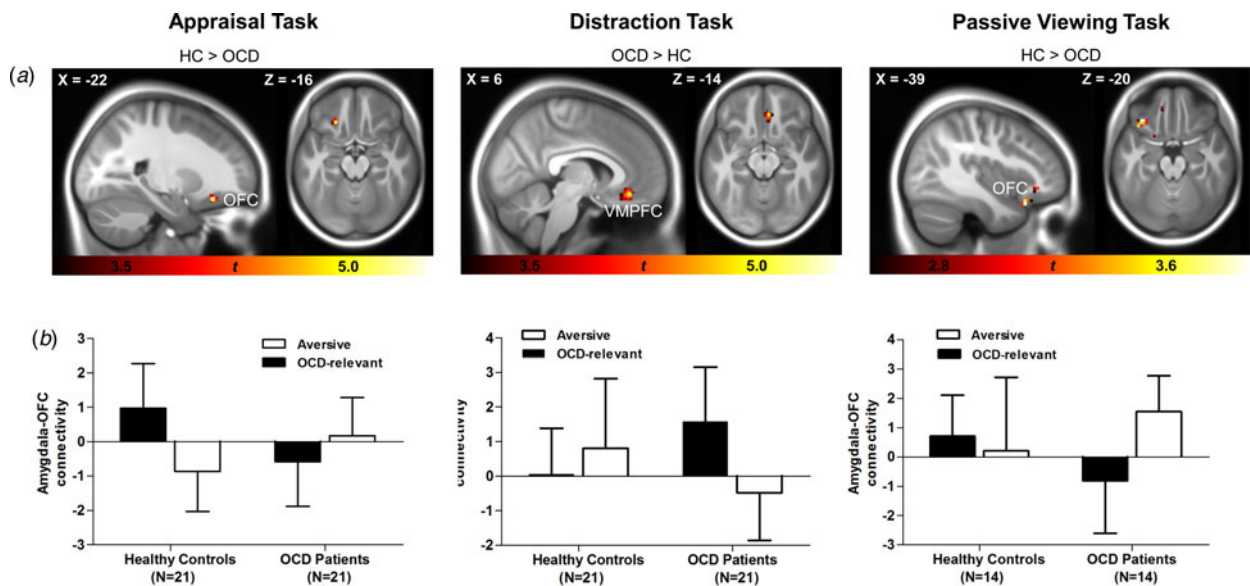 Appraisal Task
Distraction Task
Passive Viewing Task
HC > OCD
OCD > HC
HC > OCD
(a)
X = -22
Z = -16
OFC
3.5
t
5.0
X = 6
Z = -14
VMPFC
3.5
t
5.0
X = -39
Z = -20
OFC
2.8
t
3.6
(b)
Amygdala-OFC
connectivity
3
2
1
0
-1
-2
-3
Aversive
OCD-relevant
Healthy Controls
(N=21)
OCD Patients
(N=21)
connectivity
4
3
2
1
0
-1
-2
Aversive
OCD-relevant
Healthy Controls
(N=21)
OCD Patients
(N=21)
Amygdala-OFC
connectivity
4
3
2
1
0
-1
-2
-3
Aversive
OCD-relevant
Healthy Controls
(N=14)
OCD Patients
(N=14)